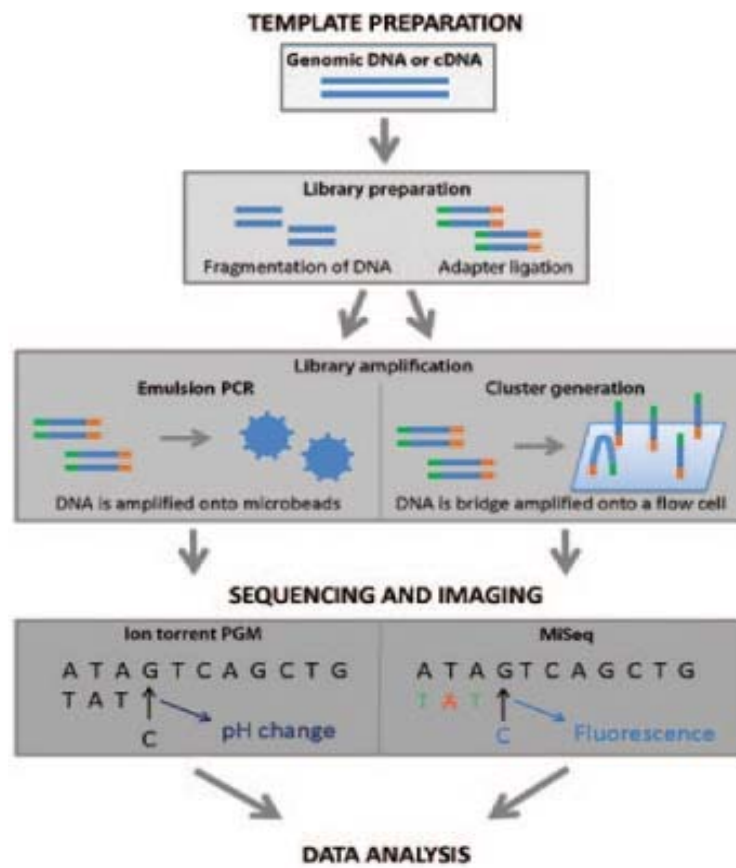 TEMPLATE PREPARATION
Genomic DNA or cDNA
Library preparation
Fragmentation of DNA
Adapter ligation
Library amplification
Emulsion PCR
DNA is amplified onto microbeads
Cluster generation
DNA is bridge amplified onto a flow cell
SEQUENCING AND IMAGING
Ion torrent PGM
A T A G T C A G C T G
T A T
pH change
C
MiSeq
A T A G T C A G C T G
T A T
Fluorescence
C
DATA ANALYSIS